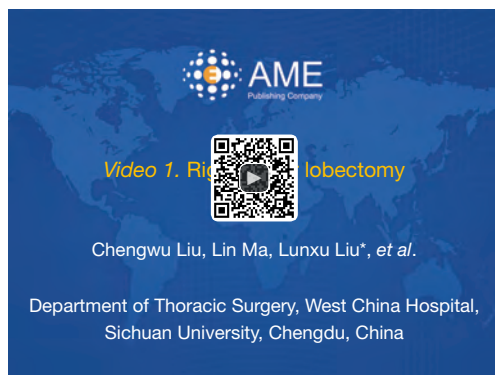 AME
Publishing Company
Video 1. lobectomy
Chengwu Liu, Lin Ma, Lunxu Liu*, et al.
Department of Thoracic Surgery, West China Hospital,
Sichuan University, Chengdu, China